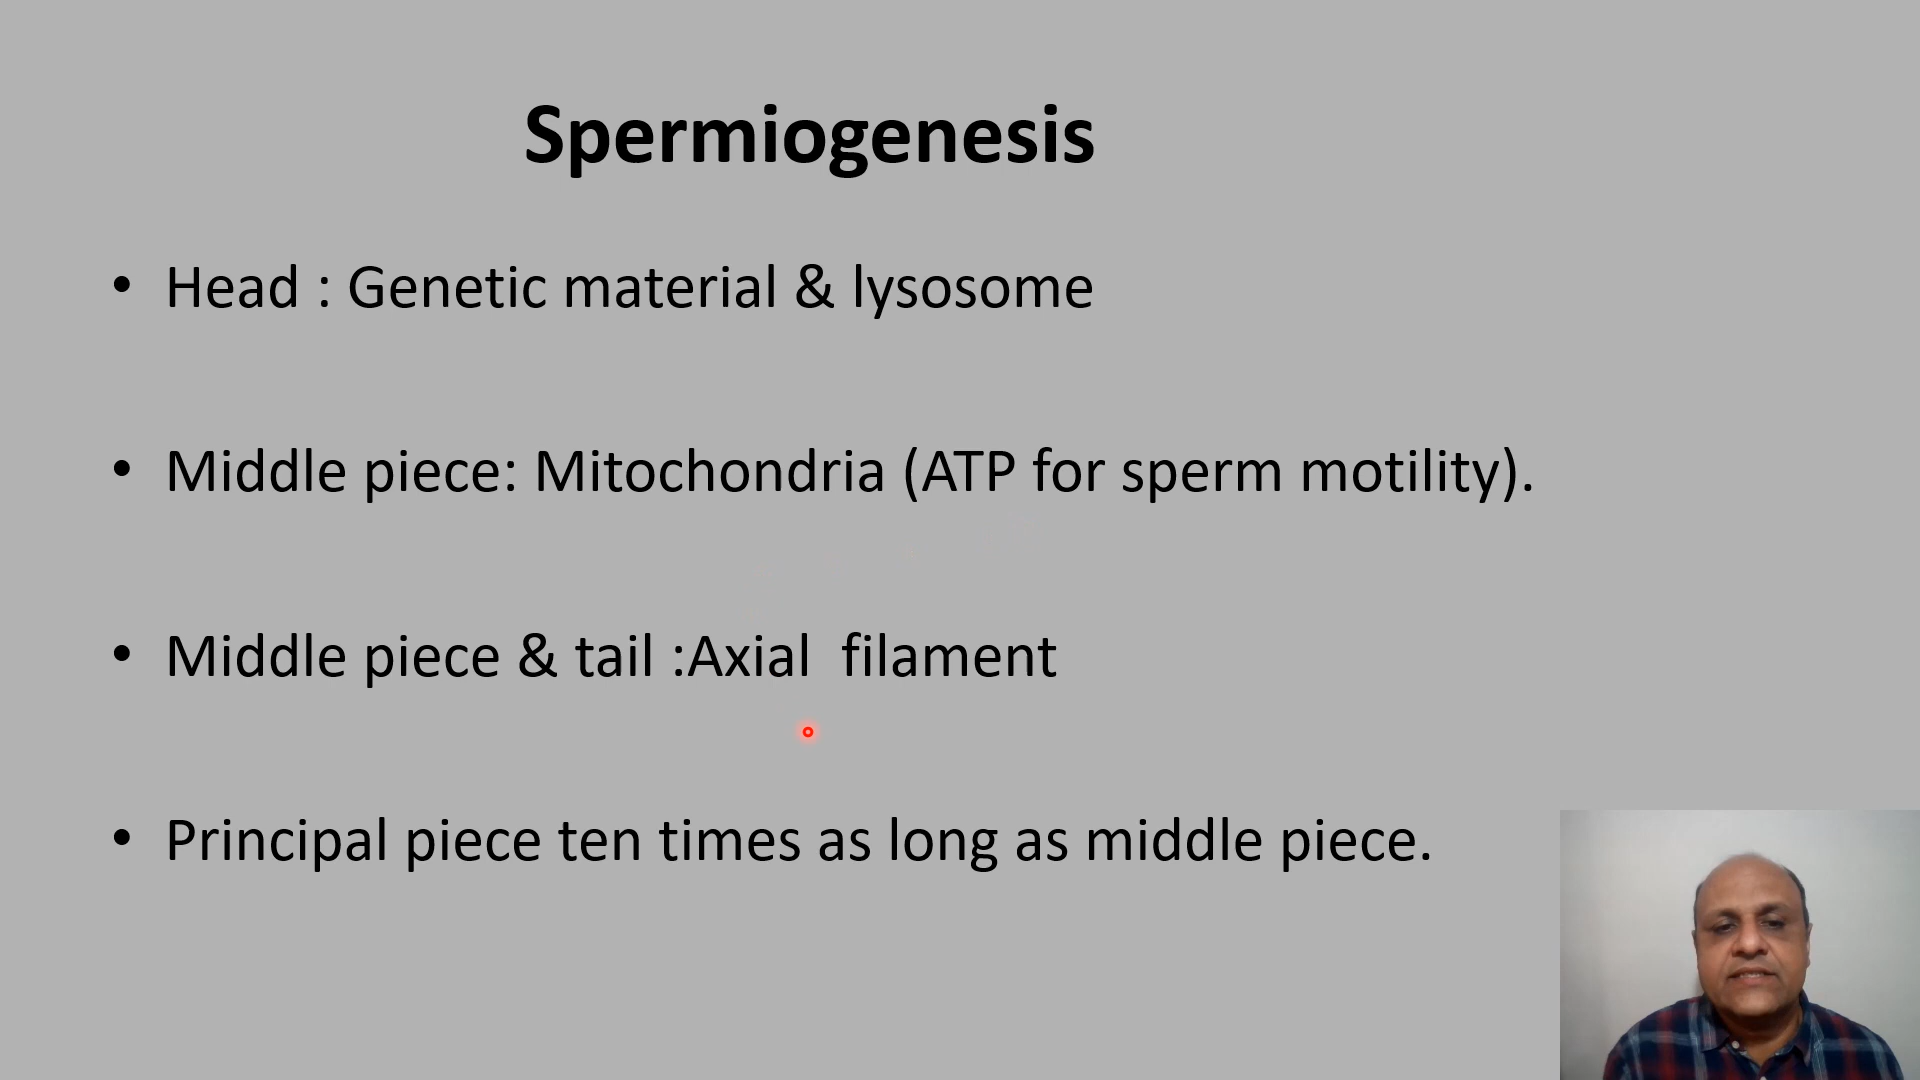 Spermiogenesis
• Head : Genetic material & lysosome
• Middle piece: Mitochondria (ATP for sperm motility).
• Middle piece & tail :Axial  filament
• Principal piece ten times as long as middle piece.